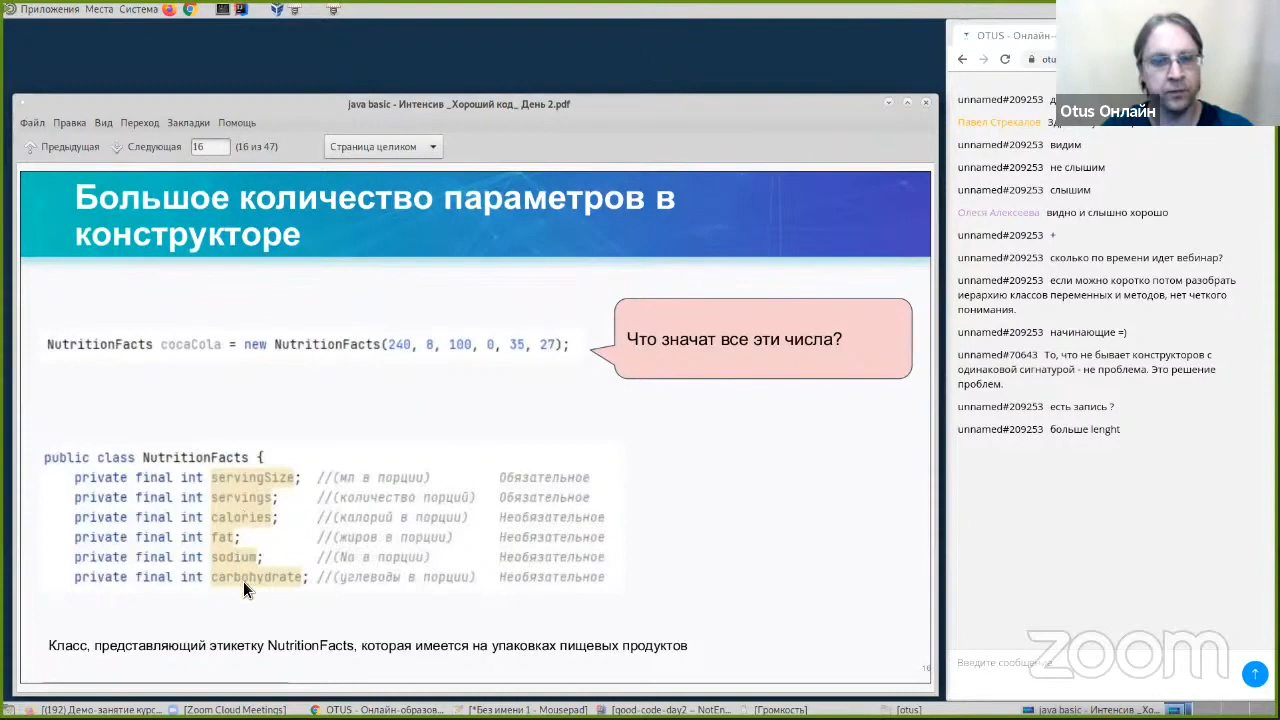 Приложения Места Система
OTUS - Онлайн-
Otus Онлайн
java basic - Интенсив _Хороший код_ День 2.pdf
Файл Правка Вид Переход Закладки Помощь
Предыдущая Следующая 16 (16 из 47) Страница целиком
Большое количество параметров в
конструкторе
NutritionFacts cocaCola = new NutritionFacts(240, 8, 100, 0, 35, 27);
Что значат все эти числа?
public class NutritionFacts {
private final int servingSize; //(мл в порции) Обязательное
private final int servings; //(количество порций) Обязательное
private final int calories; //(калорий в порции) Необязательное
private final int fat; //(жиров в порции) Необязательное
private final int sodium; //(Na в порции) Необязательное
private final int carbohydrate; //(углеводы в порции) Необязательное
Класс, представляющий этикетку NutritionFacts, которая имеется на упаковках пищевых продуктов
16
unnamed#209253
Павел Стрекалов
unnamed#209253 видим
unnamed#209253 не слышим
unnamed#209253 слышим
Олеся Алексеева видно и слышно хорошо
unnamed#209253 +
unnamed#209253 сколько по времени идет вебинар?
unnamed#209253 если можно коротко потом разобрать
иерархию классов переменных и методов, нет четкого
понимания.
unnamed#209253 начинающие =)
unnamed#70643 То, что не бывает конструкторов с
одинаковой сигнатурой - не проблема. Это решение
проблем.
unnamed#209253 есть запись ?
unnamed#209253 больше lenght
Введите сообщение
zoom
[(192) Демо-занятие курс... [Zoom Cloud Meetings] OTUS - Онлайн-образов... [*Без имени 1 - Mousepad] [good-code-day2 – NotEn... [Громкость] [otus] java basic - Интенсив _Хо...